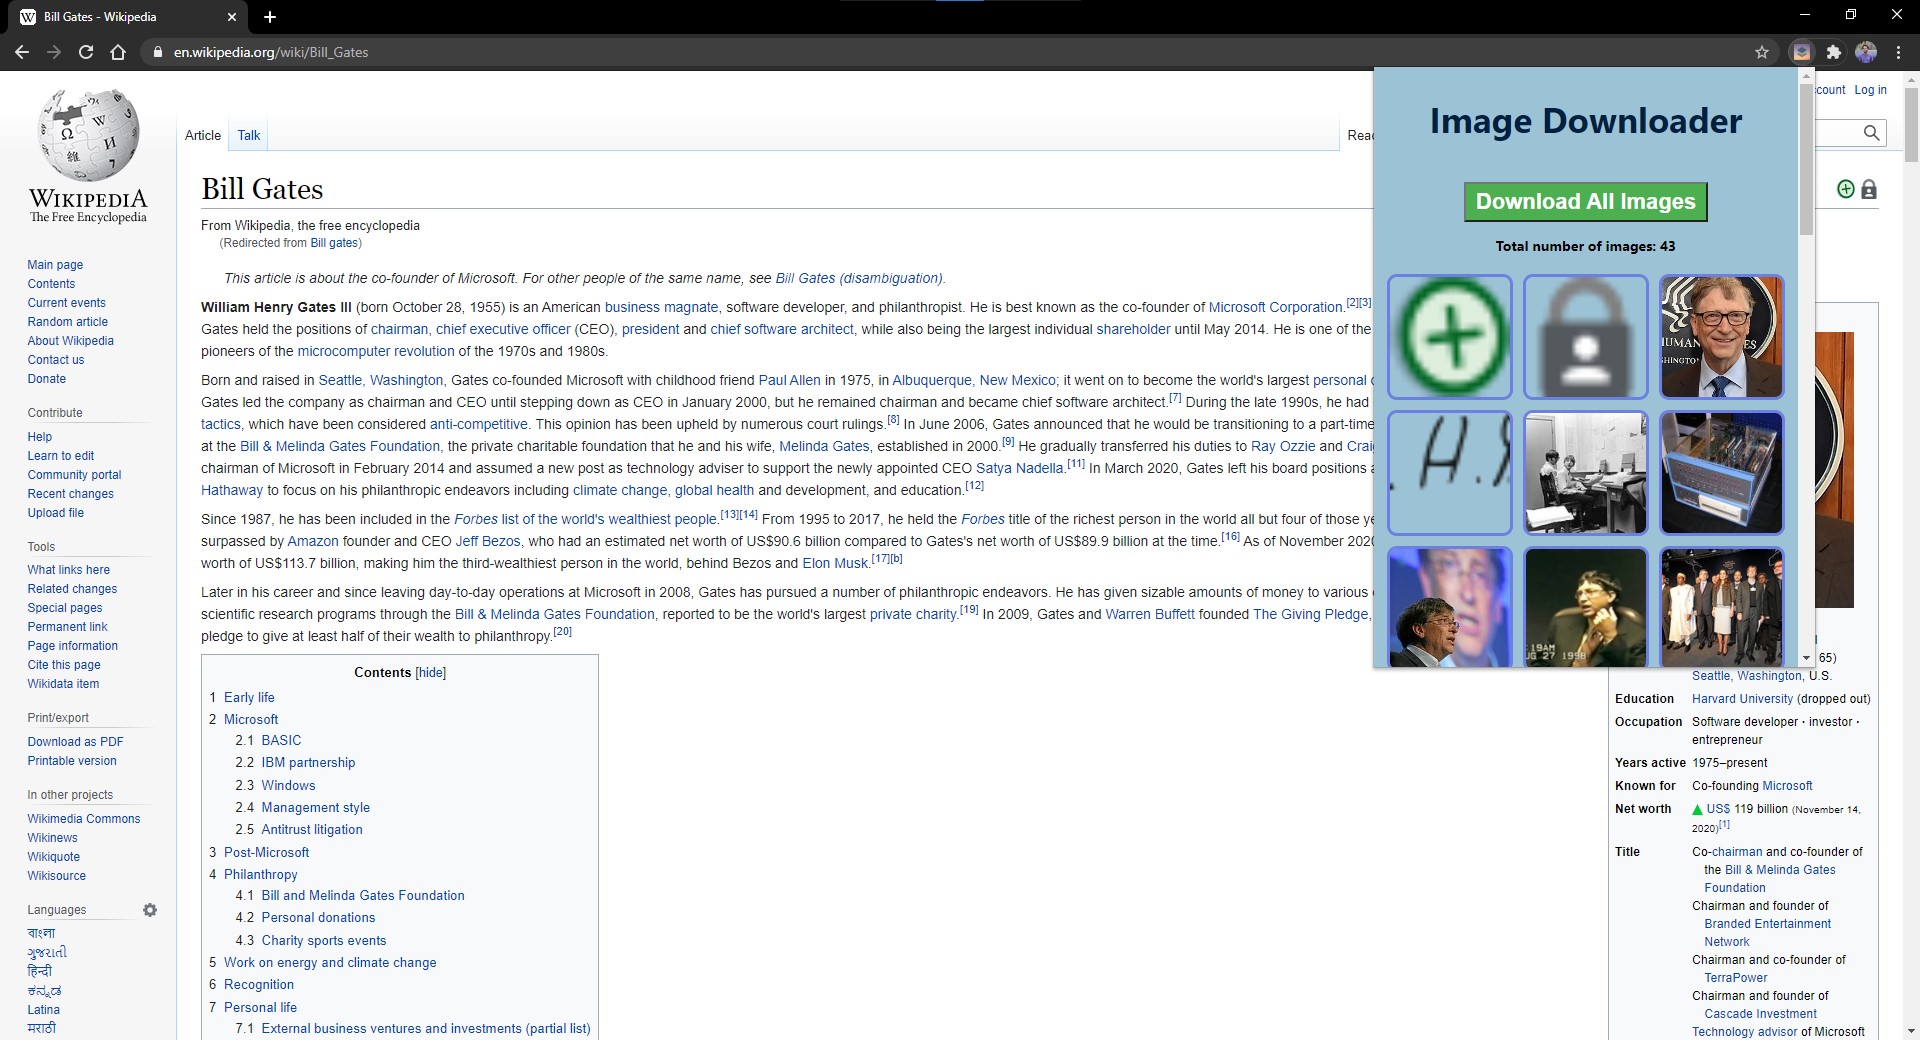 Bill Gates - Wikipedia
en.wikipedia.org/wiki/Bill_Gates
WIKIPEDIA
The Free Encyclopedia
Main page
Contents
Current events
Random article
About Wikipedia
Contact us
Donate
Contribute
Help
Learn to edit
Community portal
Recent changes
Upload file
Tools
What links here
Related changes
Special pages
Permanent link
Page information
Cite this page
Wikidata item
Print/export
Download as PDF
Printable version
In other projects
Wikimedia Commons
Wikinews
Wikiquote
Wikisource
Languages
বাংলা
ગુજરાતી
हिन्दी
ಕನ್ನಡ
Latina
मराठी
Article Talk
Bill Gates
From Wikipedia, the free encyclopedia
(Redirected from Bill gates)
This article is about the co-founder of Microsoft. For other people of the same name, see Bill Gates (disambiguation).
William Henry Gates III (born October 28, 1955) is an American business magnate, software developer, and philanthropist. He is best known as the co-founder of Microsoft Corporation.[2][3]
Gates held the positions of chairman, chief executive officer (CEO), president and chief software architect, while also being the largest individual shareholder until May 2014. He is one of the
pioneers of the microcomputer revolution of the 1970s and 1980s.
Born and raised in Seattle, Washington, Gates co-founded Microsoft with childhood friend Paul Allen in 1975, in Albuquerque, New Mexico; it went on to become the world's largest personal
Gates led the company as chairman and CEO until stepping down as CEO in January 2000, but he remained chairman and became chief software architect.[7] During the late 1990s, he had
tactics, which have been considered anti-competitive. This opinion has been upheld by numerous court rulings.[8] In June 2006, Gates announced that he would be transitioning to a part-time
at the Bill & Melinda Gates Foundation, the private charitable foundation that he and his wife, Melinda Gates, established in 2000.[9] He gradually transferred his duties to Ray Ozzie and Craig
chairman of Microsoft in February 2014 and assumed a new post as technology adviser to support the newly appointed CEO Satya Nadella.[11] In March 2020, Gates left his board positions
Hathaway to focus on his philanthropic endeavors including climate change, global health and development, and education.[12]
Since 1987, he has been included in the Forbes list of the world's wealthiest people.[13][14] From 1995 to 2017, he held the Forbes title of the richest person in the world all but four of those
surpassed by Amazon founder and CEO Jeff Bezos, who had an estimated net worth of US$90.6 billion compared to Gates's net worth of US$89.9 billion at the time.[16] As of November 2020
worth of US$113.7 billion, making him the third-wealthiest person in the world, behind Bezos and Elon Musk.[17][b]
Later in his career and since leaving day-to-day operations at Microsoft in 2008, Gates has pursued a number of philanthropic endeavors. He has given sizable amounts of money to various
scientific research programs through the Bill & Melinda Gates Foundation, reported to be the world's largest private charity.[19] In 2009, Gates and Warren Buffett founded The Giving Pledge,
pledge to give at least half of their wealth to philanthropy.[20]
Contents [hide]
1 Early life
2 Microsoft
2.1 BASIC
2.2 IBM partnership
2.3 Windows
2.4 Management style
2.5 Antitrust litigation
3 Post-Microsoft
4 Philanthropy
4.1 Bill and Melinda Gates Foundation
4.2 Personal donations
4.3 Charity sports events
5 Work on energy and climate change
6 Recognition
7 Personal life
7.1 External business ventures and investments (partial list)
Read
count Log in
Image Downloader
Download All Images
Total number of images: 43
. H.
19AM
UG 27 1998
65)
Seattle, Washington, U.S.
Education Harvard University (dropped out)
Occupation Software developer · investor ·
entrepreneur
Years active 1975–present
Known for Co-founding Microsoft
Net worth ▲ US$ 119 billion (November 14,
2020)[1]
Title Co-chairman and co-founder of
the Bill & Melinda Gates
Foundation
Chairman and founder of
Branded Entertainment
Network
Chairman and co-founder of
TerraPower
Chairman and founder of
Cascade Investment
Technology advisor of Microsoft